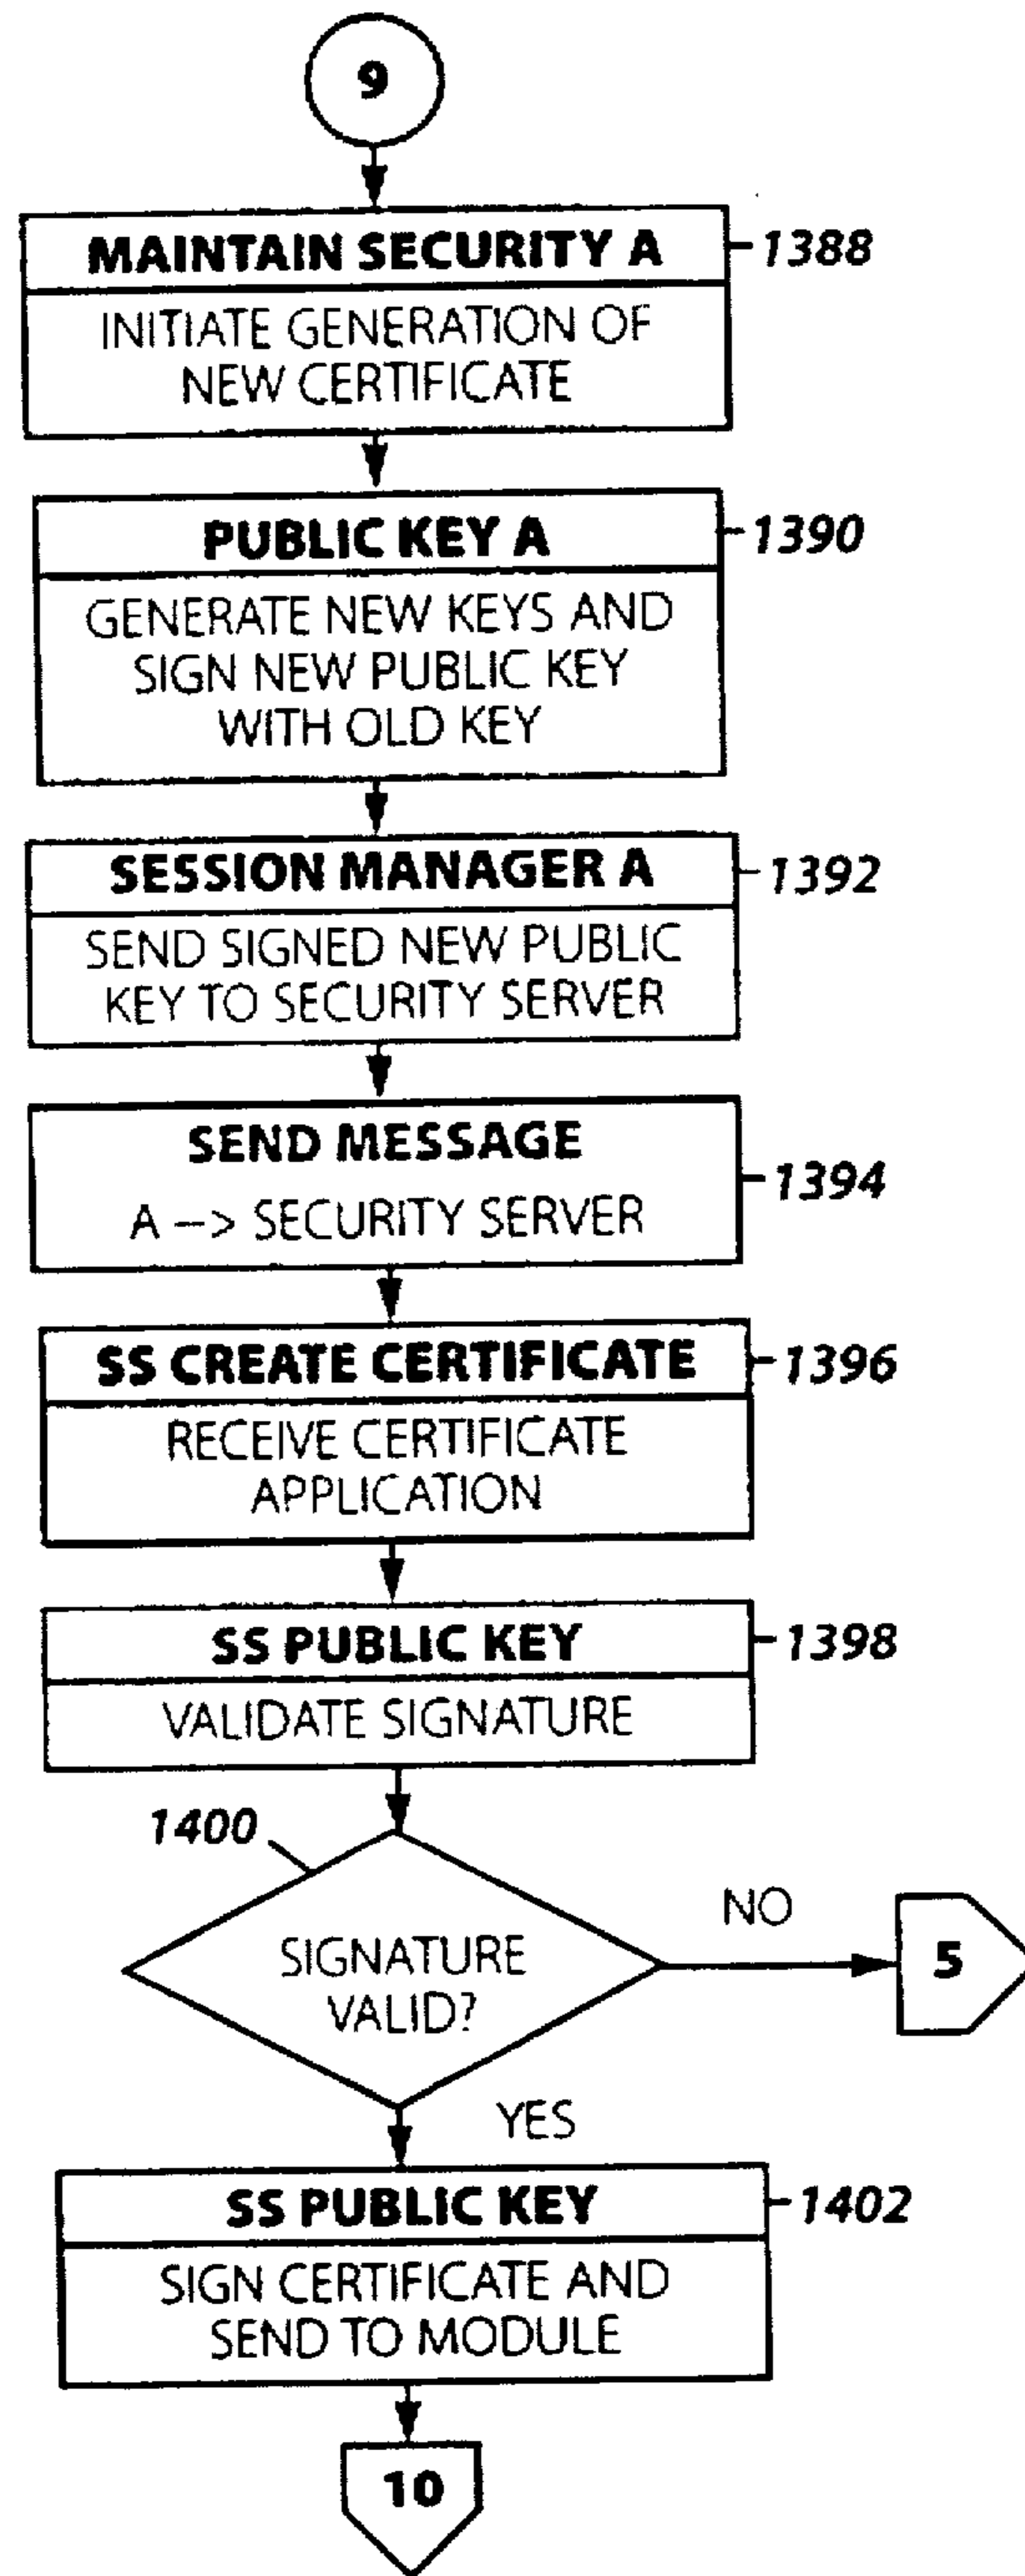 9
MAINTAIN SECURITY A
1388
INITIATE GENERATION OF
NEW CERTIFICATE
PUBLIC KEY A
1390
GENERATE NEW KEYS AND
SIGN NEW PUBLIC KEY
WITH OLD KEY
SESSION MANAGER A
1392
SEND SIGNED NEW PUBLIC
KEY TO SECURITY SERVER
SEND MESSAGE
1394
A —> SECURITY SERVER
SS CREATE CERTIFICATE
1396
RECEIVE CERTIFICATE
APPLICATION
SS PUBLIC KEY
1398
VALIDATE SIGNATURE
1400
SIGNATURE
VALID?
NO
5
YES
SS PUBLIC KEY
1402
SIGN CERTIFICATE AND
SEND TO MODULE
10